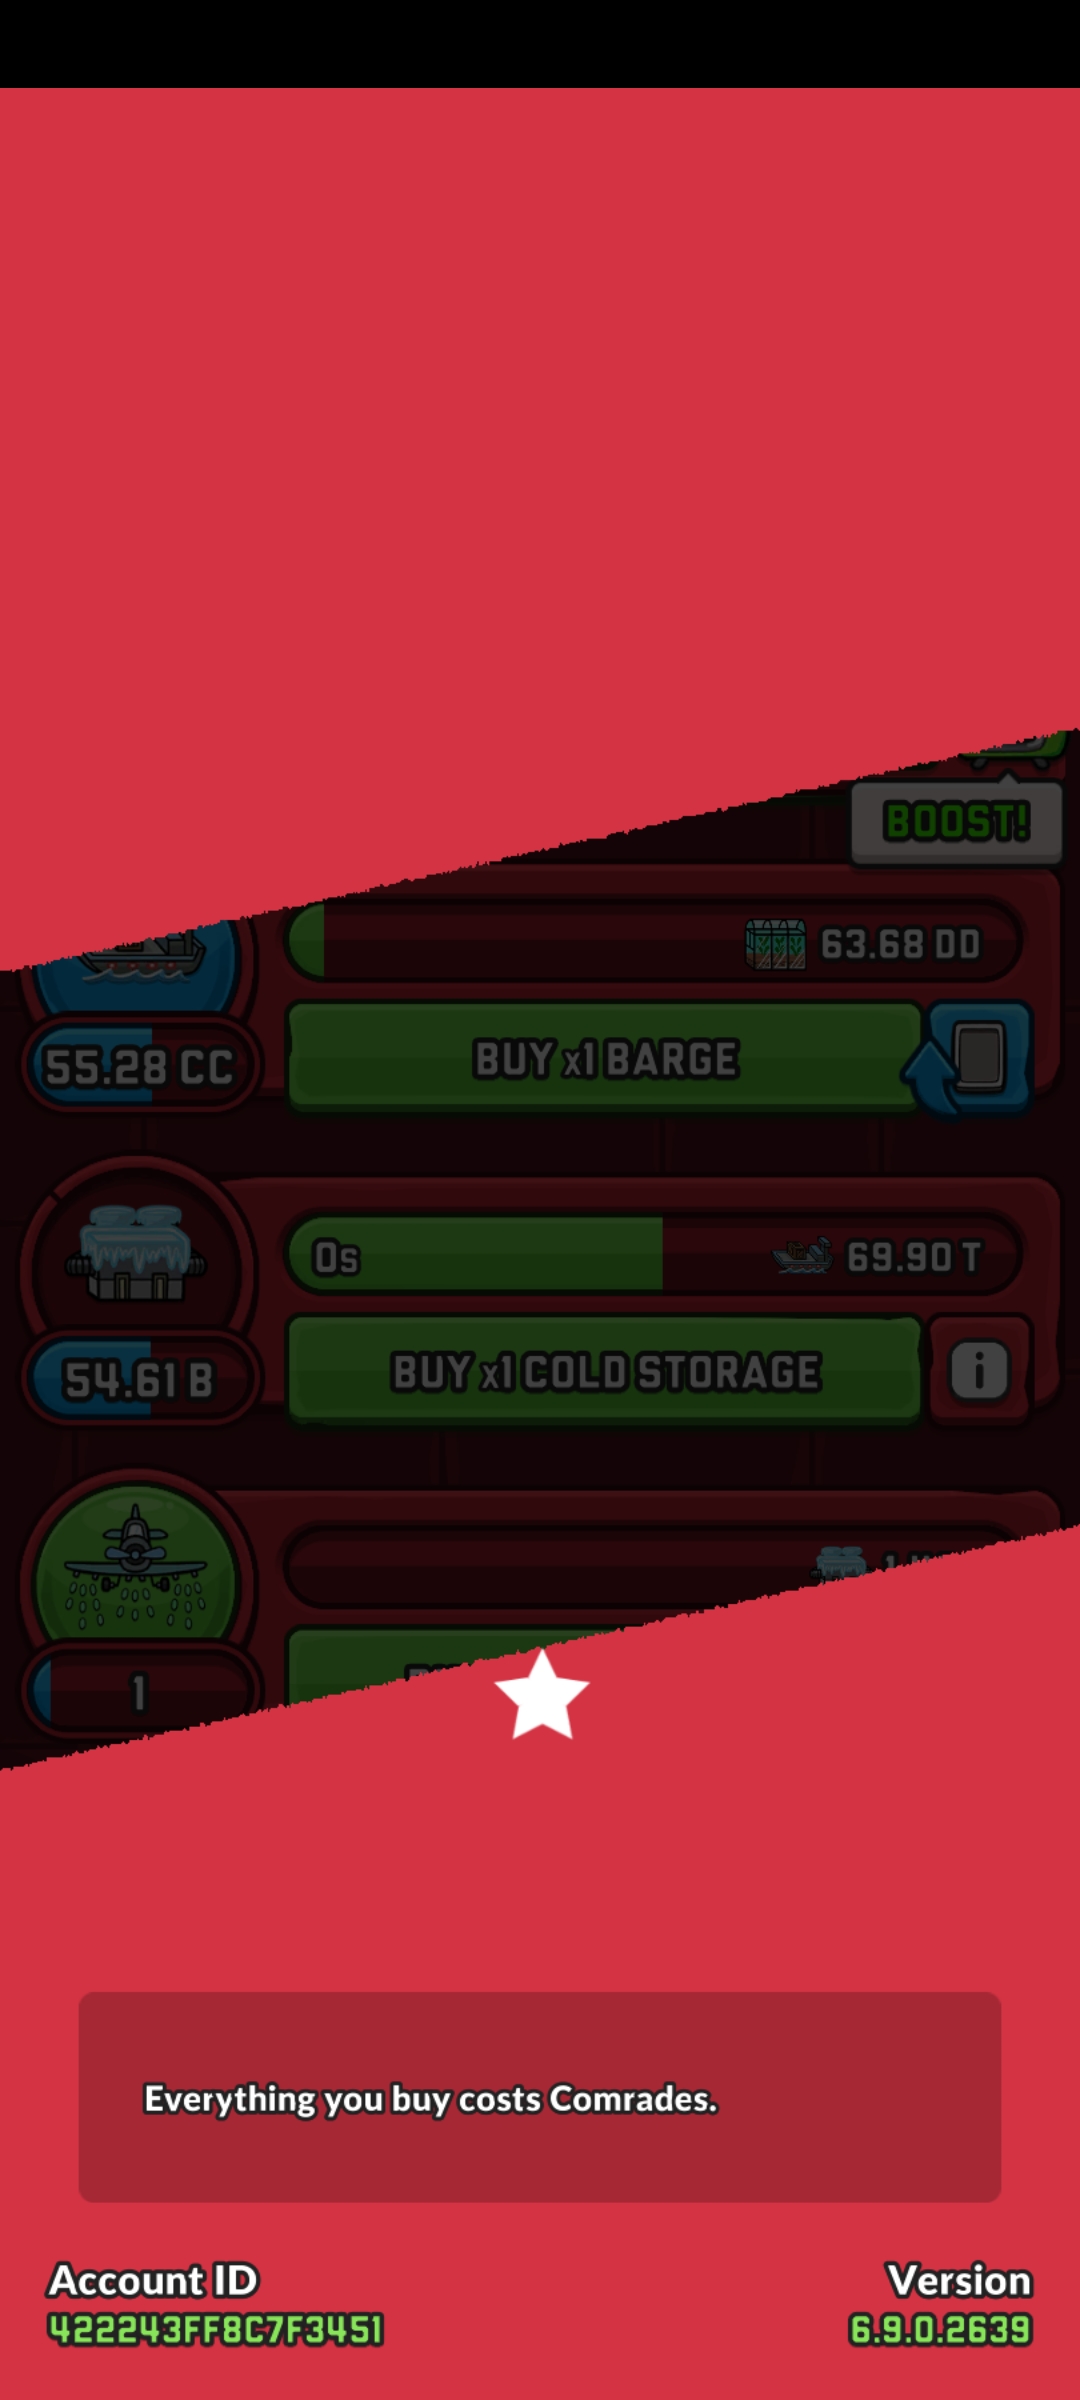 BOOST!
63.68 DD
55.28 CC
BUY x1 BARGE
0s
69.90 T
54.61 B
BUY x1 COLD STORAGE
i
1
Everything you buy costs Comrades.
Account ID
Version
422243FF8C7F3451
6.9.0.2639